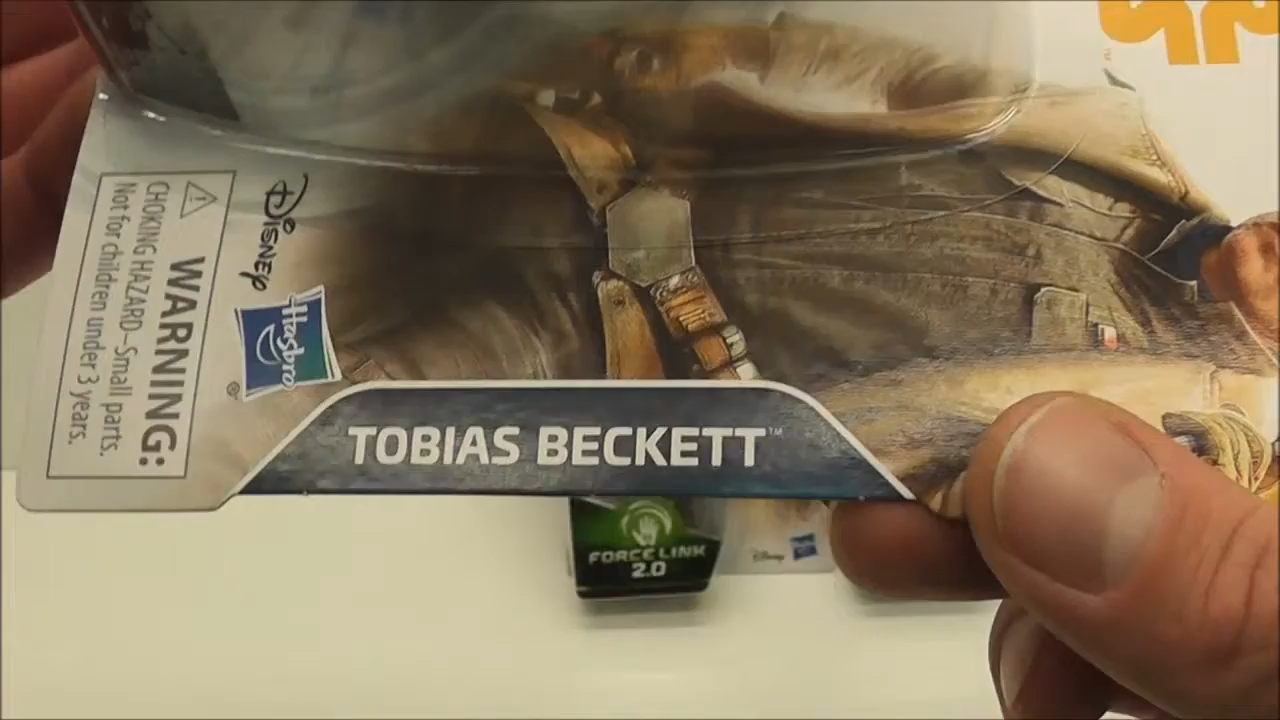 WARNING:
CHOKING HAZARD–Small parts.
Not for children under 3 years.
Disney
Hasbro
®
TOBIAS BECKETT™
FORCE LINK
2.0
Disney